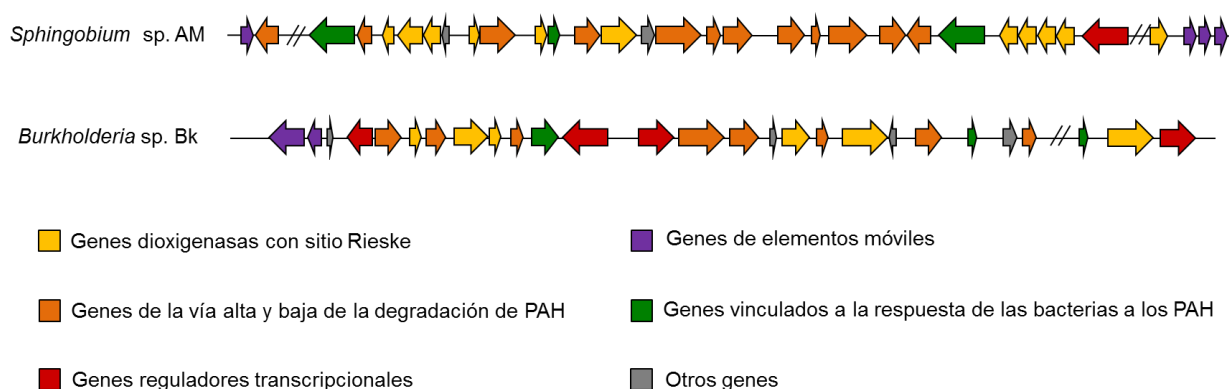 Sphingobium sp. AM
Burkholderia sp. Bk
Genes dioxigenasas con sitio Rieske
Genes de elementos móviles
Genes de la vía alta y baja de la degradación de PAH
Genes vinculados a la respuesta de las bacterias a los PAH
Genes reguladores transcripcionales
Otros genes